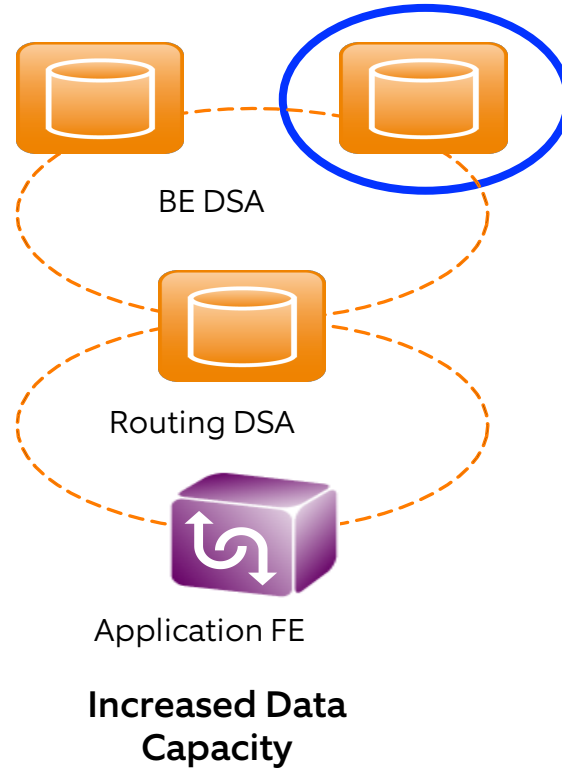 BE DSA
Routing DSA
Application FE
Increased Data
Capacity